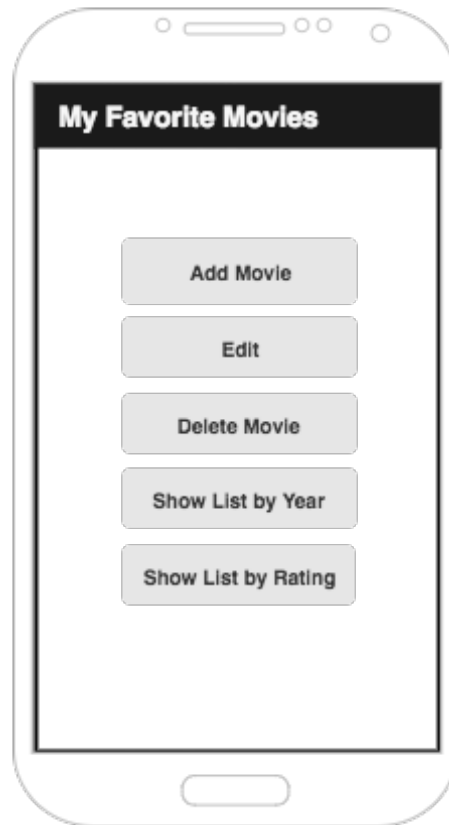 My Favorite Movies
Add Movie
Edit
Delete Movie
Show List by Year
Show List by Rating